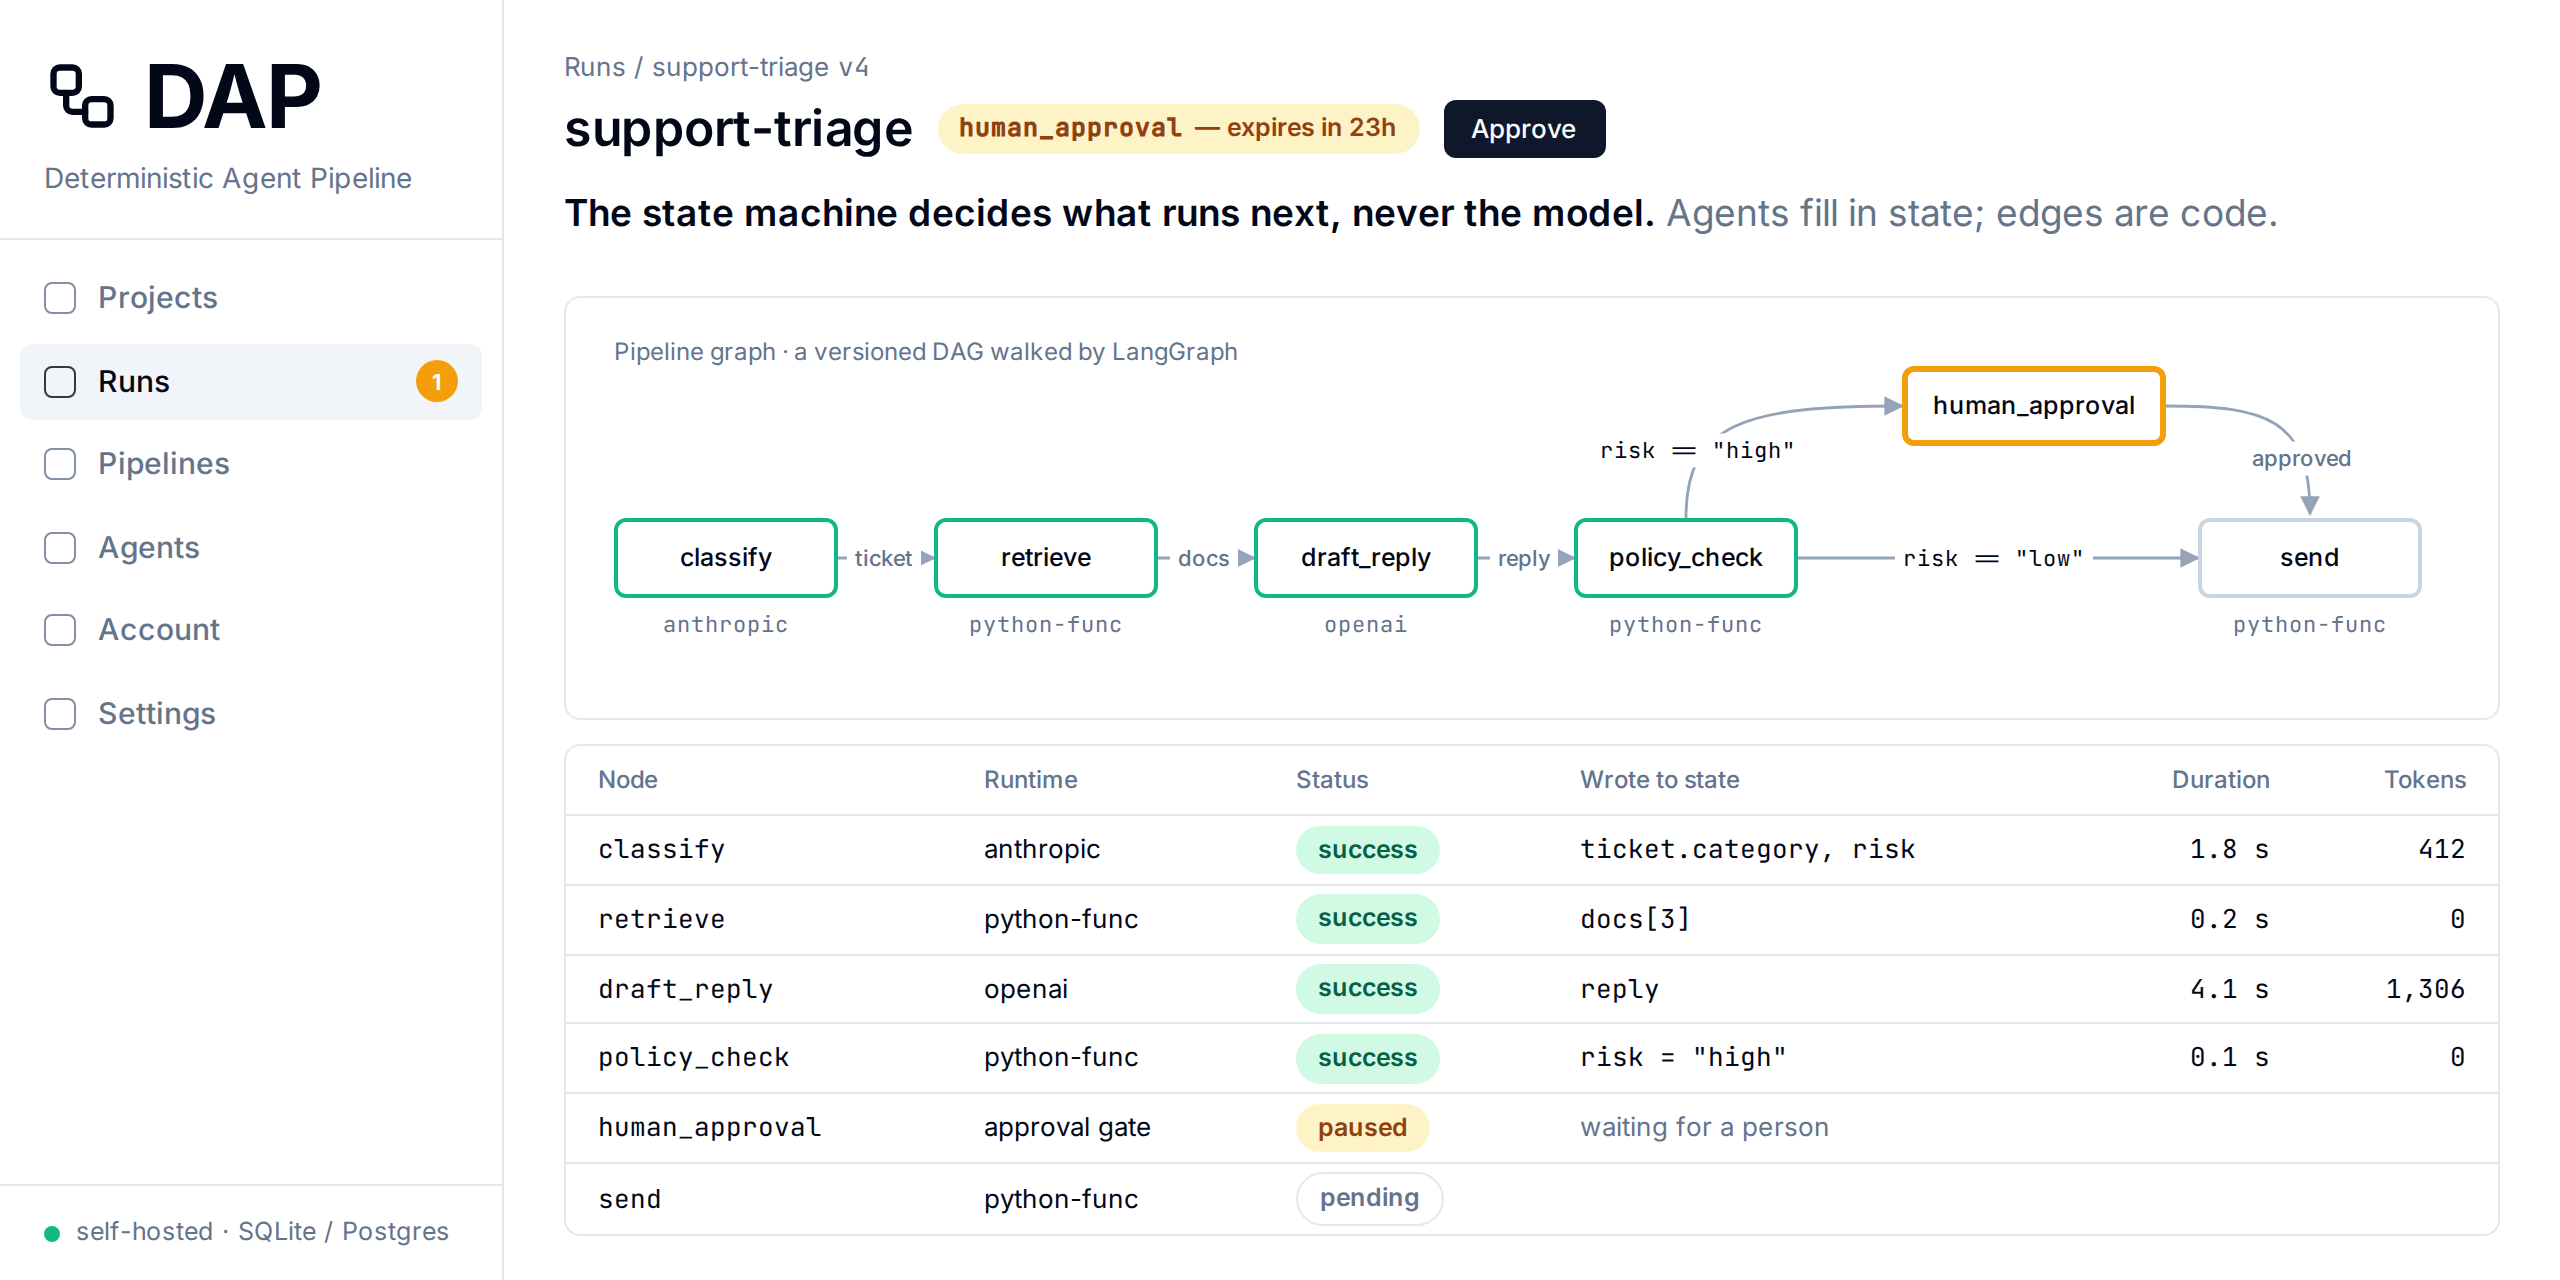 DAP
Deterministic Agent Pipeline
Projects
Runs 1
Pipelines
Agents
Account
Settings
self-hosted · SQLite / Postgres
Runs / support-triage v4
support-triage human_approval — expires in 23h Approve
The state machine decides what runs next, never the model. Agents fill in state; edges are code.
Pipeline graph · a versioned DAG walked by LangGraph
human_approval
risk == "high"
approved
classify ticket retrieve docs draft_reply reply policy_check risk == "low" send
anthropic python-func openai python-func python-func
Node Runtime Status Wrote to state Duration Tokens
classify anthropic success ticket.category, risk 1.8 s 412
retrieve python-func success docs[3] 0.2 s 0
draft_reply openai success reply 4.1 s 1,306
policy_check python-func success risk = "high" 0.1 s 0
human_approval approval gate paused waiting for a person
send python-func pending